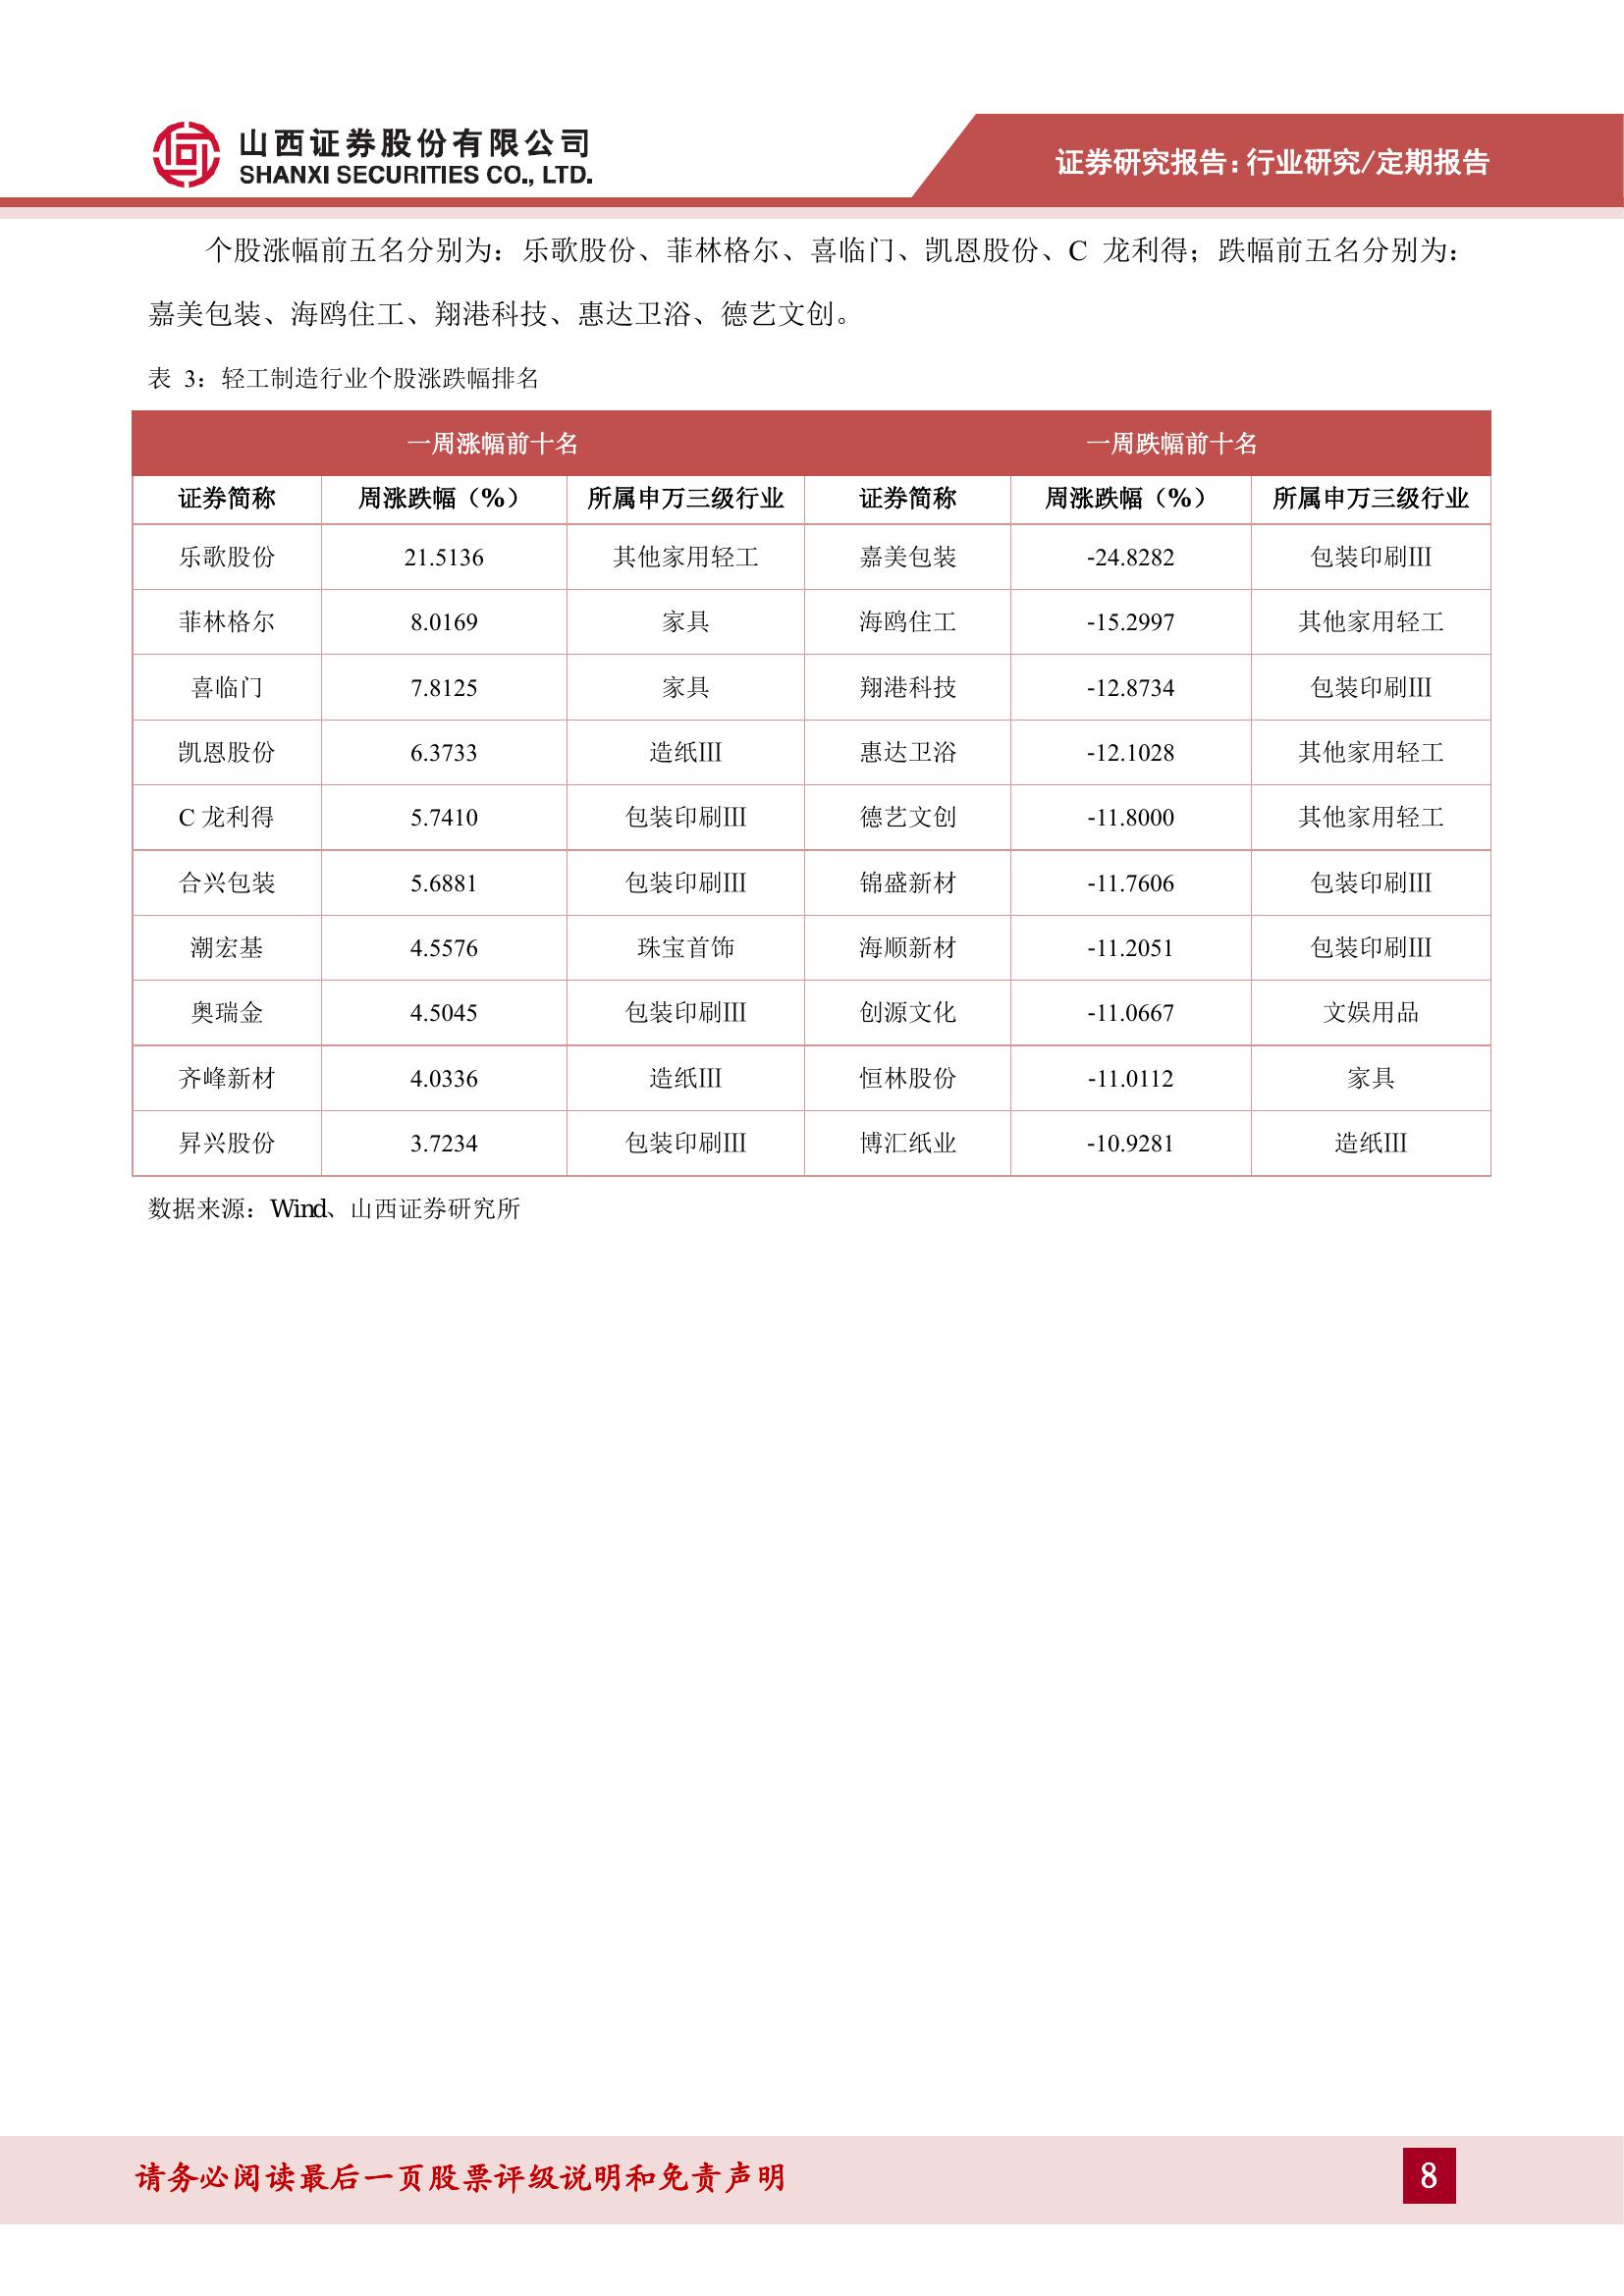 山西证券股份有限公司
SHANXI SECURITIES CO., LTD.
证券研究报告：行业研究/定期报告
个股涨幅前五名分别为：乐歌股份、菲林格尔、喜临门、凯恩股份、C 龙利得；跌幅前五名分别为：
嘉美包装、海鸥住工、翔港科技、惠达卫浴、德艺文创。
表 3：轻工制造行业个股涨跌幅排名
一周涨幅前十名 一周跌幅前十名
证券简称 周涨跌幅（%） 所属申万三级行业 证券简称 周涨跌幅（%） 所属申万三级行业
乐歌股份 21.5136 其他家用轻工 嘉美包装 -24.8282 包装印刷Ⅲ
菲林格尔 8.0169 家具 海鸥住工 -15.2997 其他家用轻工
喜临门 7.8125 家具 翔港科技 -12.8734 包装印刷Ⅲ
凯恩股份 6.3733 造纸Ⅲ 惠达卫浴 -12.1028 其他家用轻工
C 龙利得 5.7410 包装印刷Ⅲ 德艺文创 -11.8000 其他家用轻工
合兴包装 5.6881 包装印刷Ⅲ 锦盛新材 -11.7606 包装印刷Ⅲ
潮宏基 4.5576 珠宝首饰 海顺新材 -11.2051 包装印刷Ⅲ
奥瑞金 4.5045 包装印刷Ⅲ 创源文化 -11.0667 文娱用品
齐峰新材 4.0336 造纸Ⅲ 恒林股份 -11.0112 家具
昇兴股份 3.7234 包装印刷Ⅲ 博汇纸业 -10.9281 造纸Ⅲ
数据来源：Wind、山西证券研究所
请务必阅读最后一页股票评级说明和免责声明
8